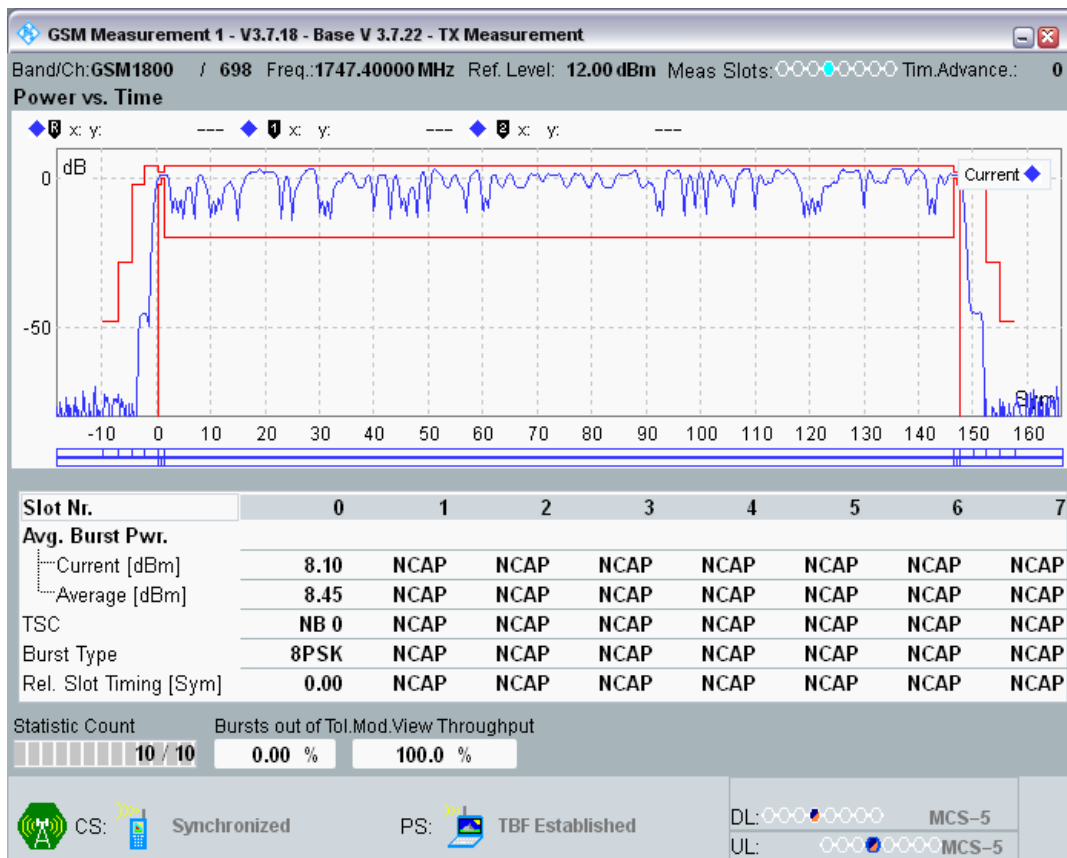 GSM Measurement 1 - V3.7.18 - Base V 3.7.22 - TX Measurement
Band/Ch:GSM1800 / 698 Freq.:1747.40000 MHz Ref. Level: 12.00 dBm Meas Slots: Tim.Advance.: 0
Power vs. Time
R x: y: --- 1 x: y: --- 2 x: y: ---
dB
Current
0
-50
-10 0 10 20 30 40 50 60 70 80 90 100 110 120 130 140 150 160
Slot Nr. 0 1 2 3 4 5 6 7
Avg. Burst Pwr.
Current [dBm] 8.10 NCAP NCAP NCAP NCAP NCAP NCAP NCAP
Average [dBm] 8.45 NCAP NCAP NCAP NCAP NCAP NCAP NCAP
TSC NB 0 NCAP NCAP NCAP NCAP NCAP NCAP NCAP
Burst Type 8PSK NCAP NCAP NCAP NCAP NCAP NCAP NCAP
Rel. Slot Timing [Sym] 0.00 NCAP NCAP NCAP NCAP NCAP NCAP NCAP
Statistic Count Bursts out of Tol.Mod.View Throughput
10 / 10 0.00 % 100.0 %
CS: Synchronized PS: TBF Established DL: MCS-5
UL: MCS-5